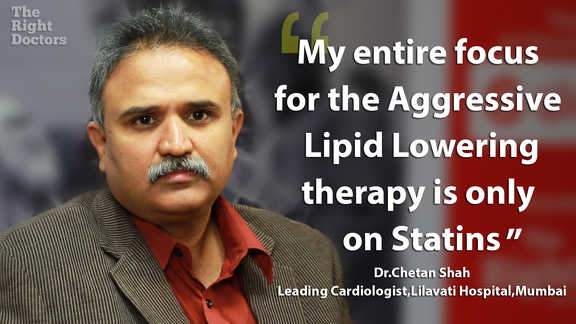 The
Right
Doctors
“My entire focus
for the Aggressive
Lipid Lowering
therapy is only
on Statins”
Dr.Chetan Shah
Leading Cardiologist,Lilavati Hospital,Mumbai